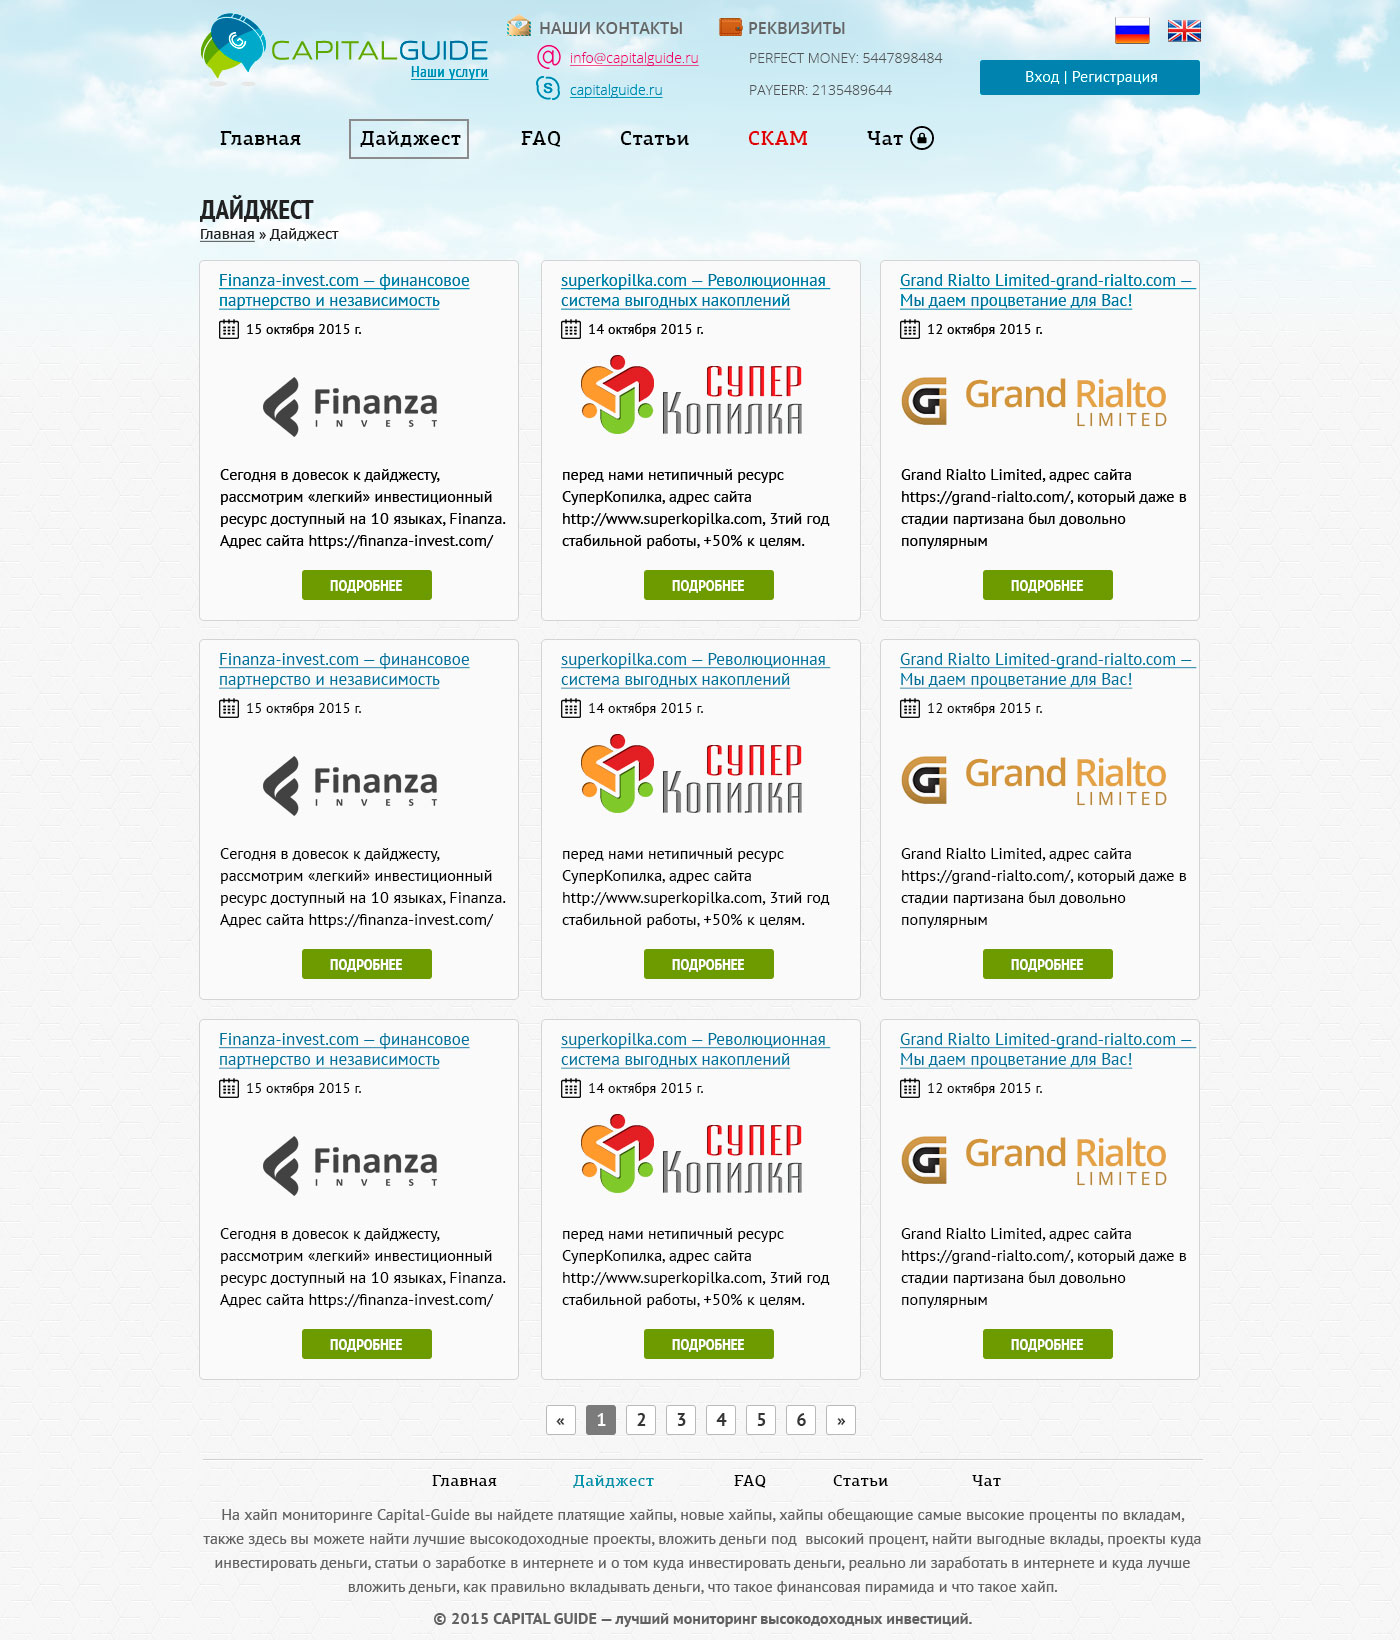 CAPITALGUIDE
Наши услуги
НАШИ КОНТАКТЫ
info@capitalguide.ru
capitalguide.ru
РЕКВИЗИТЫ
PERFECT MONEY: 5447898484
PAYEERR: 2135489644
Вход | Регистрация
Главная Дайджест FAQ Статьи СКАМ Чат
ДАЙДЖЕСТ
Главная » Дайджест
Finanza-invest.com — финансовое
партнерство и независимость
15 октября 2015 г.
Finanza
INVEST
Сегодня в довесок к дайджесту,
рассмотрим «легкий» инвестиционный
ресурс доступный на 10 языках, Finanza.
Адрес сайта https://finanza-invest.com/
ПОДРОБНЕЕ
superkopilka.com — Революционная
система выгодных накоплений
14 октября 2015 г.
СУПЕР
КОПИЛКА
перед нами нетипичный ресурс
СуперКопилка, адрес сайта
http://www.superkopilka.com, 3тий год
стабильной работы, +50% к целям.
ПОДРОБНЕЕ
Grand Rialto Limited-grand-rialto.com —
Мы даем процветание для Вас!
12 октября 2015 г.
Grand Rialto
LIMITED
Grand Rialto Limited, адрес сайта
https://grand-rialto.com/, который даже в
стадии партизана был довольно
популярным
ПОДРОБНЕЕ
Finanza-invest.com — финансовое
партнерство и независимость
15 октября 2015 г.
Finanza
INVEST
Сегодня в довесок к дайджесту,
рассмотрим «легкий» инвестиционный
ресурс доступный на 10 языках, Finanza.
Адрес сайта https://finanza-invest.com/
ПОДРОБНЕЕ
superkopilka.com — Революционная
система выгодных накоплений
14 октября 2015 г.
СУПЕР
КОПИЛКА
перед нами нетипичный ресурс
СуперКопилка, адрес сайта
http://www.superkopilka.com, 3тий год
стабильной работы, +50% к целям.
ПОДРОБНЕЕ
Grand Rialto Limited-grand-rialto.com —
Мы даем процветание для Вас!
12 октября 2015 г.
Grand Rialto
LIMITED
Grand Rialto Limited, адрес сайта
https://grand-rialto.com/, который даже в
стадии партизана был довольно
популярным
ПОДРОБНЕЕ
Finanza-invest.com — финансовое
партнерство и независимость
15 октября 2015 г.
Finanza
INVEST
Сегодня в довесок к дайджесту,
рассмотрим «легкий» инвестиционный
ресурс доступный на 10 языках, Finanza.
Адрес сайта https://finanza-invest.com/
ПОДРОБНЕЕ
superkopilka.com — Революционная
система выгодных накоплений
14 октября 2015 г.
СУПЕР
КОПИЛКА
перед нами нетипичный ресурс
СуперКопилка, адрес сайта
http://www.superkopilka.com, 3тий год
стабильной работы, +50% к целям.
ПОДРОБНЕЕ
Grand Rialto Limited-grand-rialto.com —
Мы даем процветание для Вас!
12 октября 2015 г.
Grand Rialto
LIMITED
Grand Rialto Limited, адрес сайта
https://grand-rialto.com/, который даже в
стадии партизана был довольно
популярным
ПОДРОБНЕЕ
« 1 2 3 4 5 6 »
Главная Дайджест FAQ Статьи Чат
На хайп мониторинге Capital-Guide вы найдете платящие хайпы, новые хайпы, хайпы обещающие самые высокие проценты по вкладам,
также здесь вы можете найти лучшие высокодоходные проекты, вложить деньги под высокий процент, найти выгодные вклады, проекты куда
инвестировать деньги, статьи о заработке в интернете и о том куда инвестировать деньги, реально ли заработать в интернете и куда лучше
вложить деньги, как правильно вкладывать деньги, что такое финансовая пирамида и что такое хайп.
© 2015 CAPITAL GUIDE — лучший мониторинг высокодоходных инвестиций.